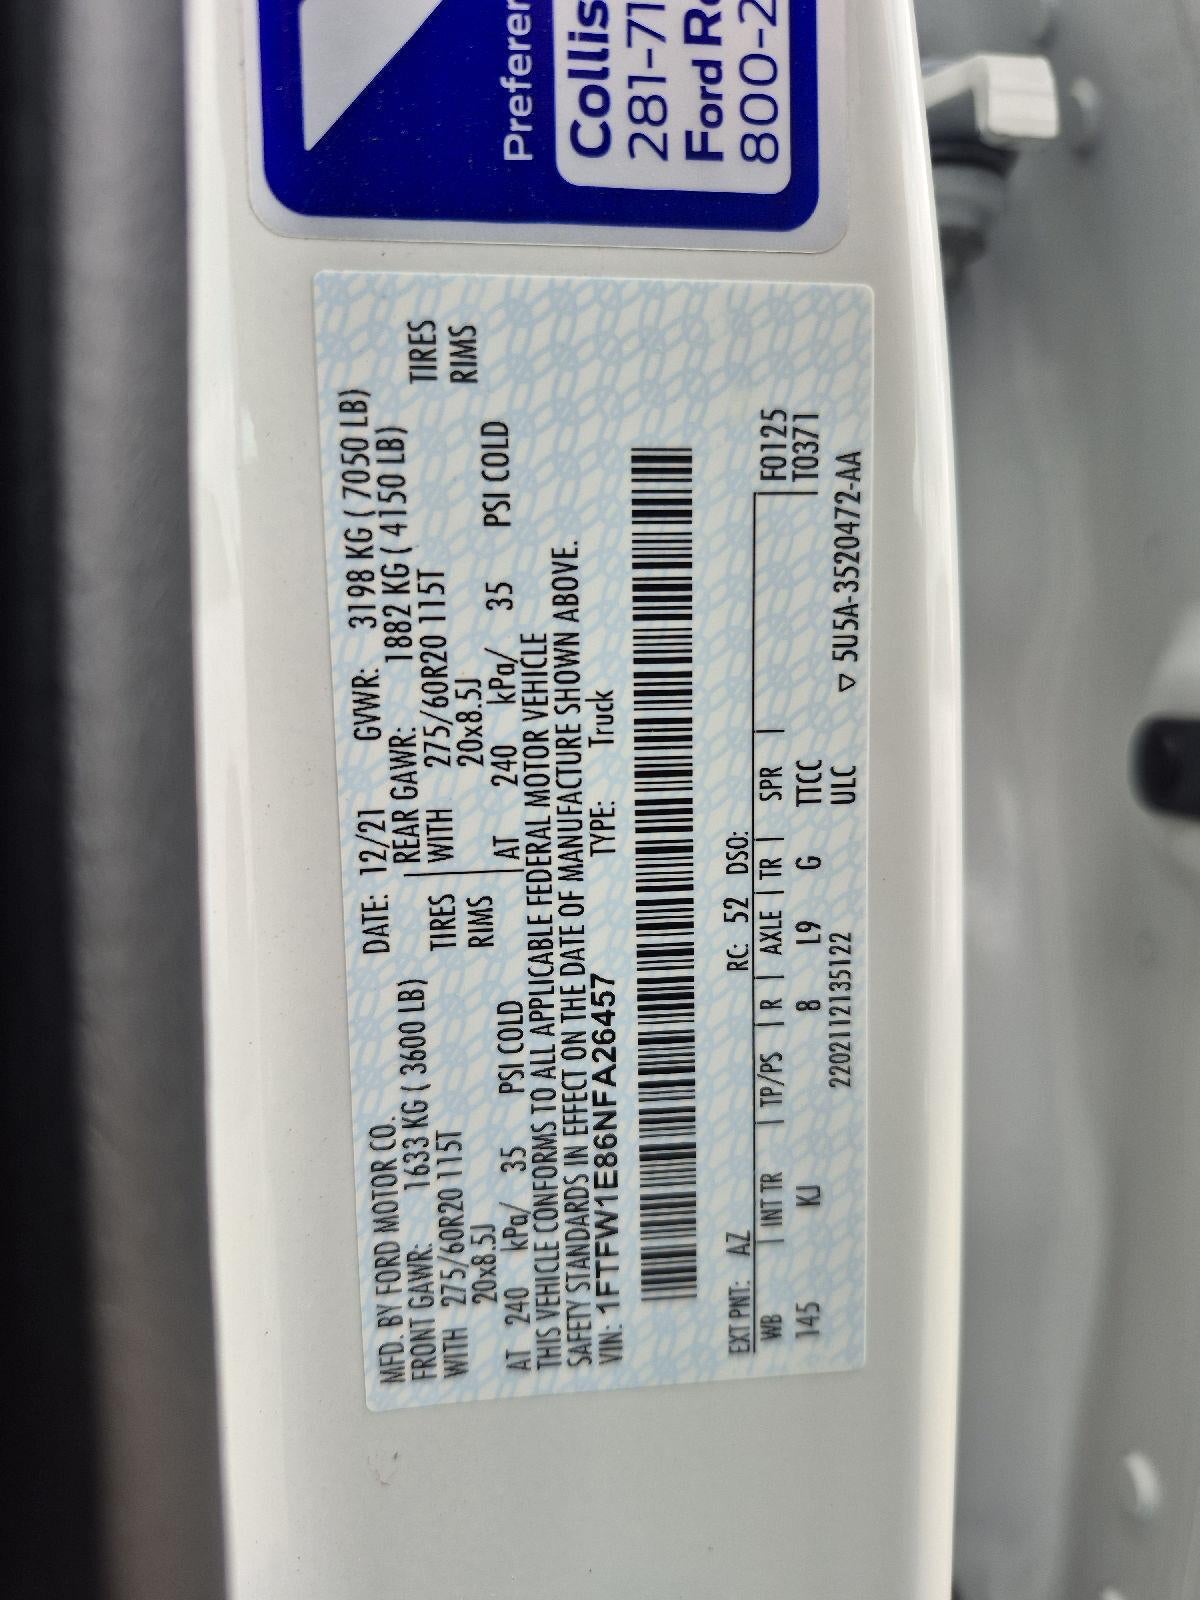 Preferen
Collis
281-71
Ford Ro
800-2
MFD. BY FORD MOTOR CO. DATE: 12/21 GVWR: 3198 KG ( 7050 LB)
FRONT GAWR: 1633 KG ( 3600 LB) REAR GAWR: 1882 KG ( 4150 LB)
WITH 275/60R20 115T TIRES WITH 275/60R20 115T TIRES
20x8.5J RIMS 20x8.5J RIMS
AT 240 kPa/ 35 PSI COLD AT 240 kPa/ 35 PSI COLD
THIS VEHICLE CONFORMS TO ALL APPLICABLE FEDERAL MOTOR VEHICLE
SAFETY STANDARDS IN EFFECT ON THE DATE OF MANUFACTURE SHOWN ABOVE.
VIN: 1FTFW1E86NFA26457 TYPE: Truck
EXT PNT: AZ RC: 52 DSO:
WB INT TR TP/PS R AXLE TR SPR F0125
145 KJ 8 L9 G TTCC T0371
2202112135122 ULC ▽ 5U5A-3520472-AA